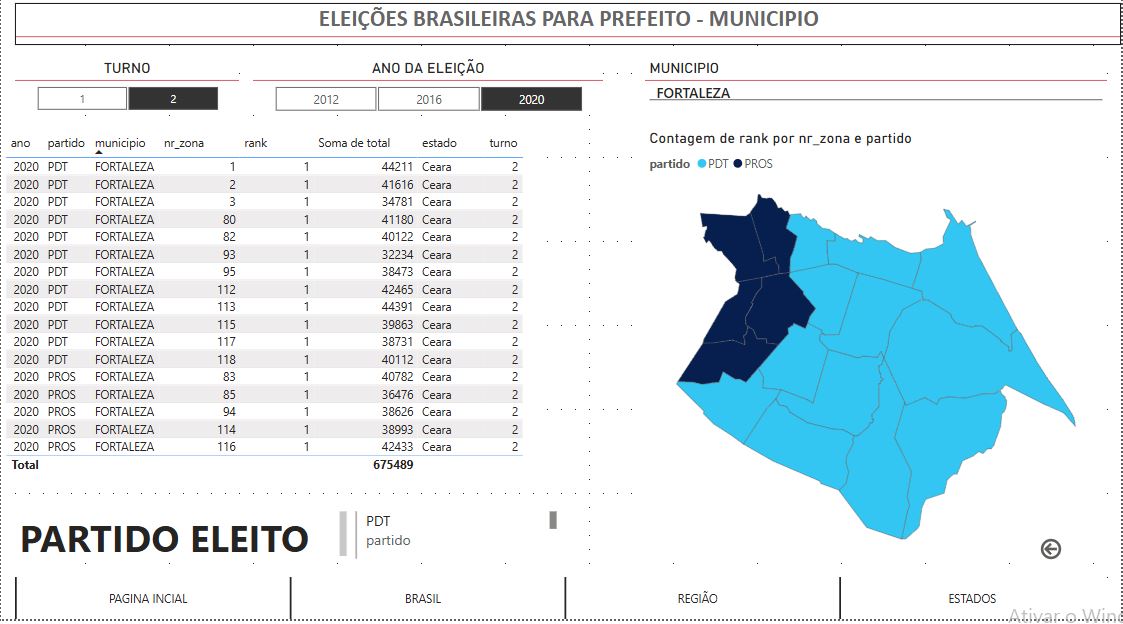 ELEIÇÕES BRASILEIRAS PARA PREFEITO - MUNICIPIO
TURNO
1 2
ANO DA ELEIÇÃO
2012 2016 2020
MUNICIPIO
FORTALEZA
ano partido municipio nr_zona rank Soma de total estado turno
2020 PDT FORTALEZA 1 1 44211 Ceara 2
2020 PDT FORTALEZA 2 1 41616 Ceara 2
2020 PDT FORTALEZA 3 1 34781 Ceara 2
2020 PDT FORTALEZA 80 1 41180 Ceara 2
2020 PDT FORTALEZA 82 1 40122 Ceara 2
2020 PDT FORTALEZA 93 1 32234 Ceara 2
2020 PDT FORTALEZA 95 1 38473 Ceara 2
2020 PDT FORTALEZA 112 1 42465 Ceara 2
2020 PDT FORTALEZA 113 1 44391 Ceara 2
2020 PDT FORTALEZA 115 1 39863 Ceara 2
2020 PDT FORTALEZA 117 1 38731 Ceara 2
2020 PDT FORTALEZA 118 1 40112 Ceara 2
2020 PROS FORTALEZA 83 1 40782 Ceara 2
2020 PROS FORTALEZA 85 1 36476 Ceara 2
2020 PROS FORTALEZA 94 1 38626 Ceara 2
2020 PROS FORTALEZA 114 1 38993 Ceara 2
2020 PROS FORTALEZA 116 1 42433 Ceara 2
Total 675489
Contagem de rank por nr_zona e partido
partido PDT PROS
PARTIDO ELEITO
PDT
partido
PAGINA INCIAL BRASIL REGIÃO ESTADOS
Ativar o Wind